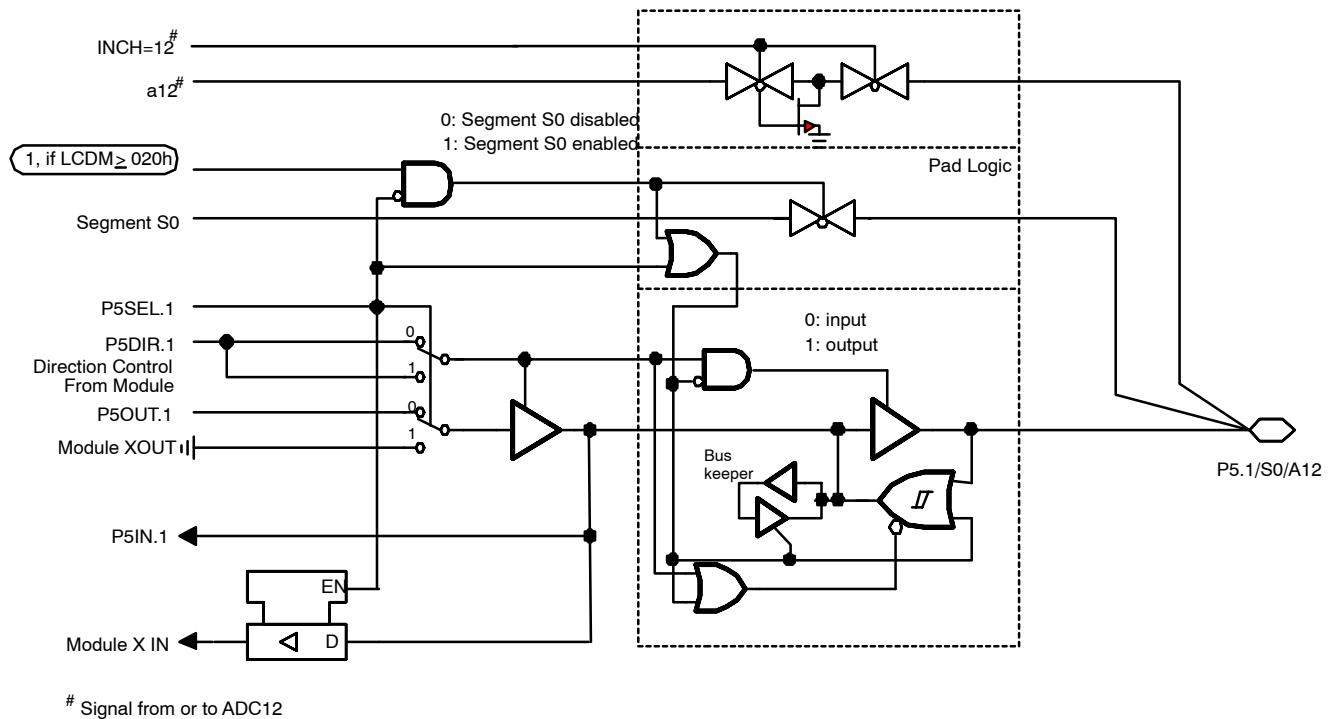 INCH=12#
a12#
0: Segment S0 disabled
1: Segment S0 enabled
1, if LCDM≥ 020h
Pad Logic
Segment S0
P5SEL.1
0: input
1: output
0
P5DIR.1
Direction Control
From Module
1
P5OUT.1
0
Module XOUT
1
Bus
keeper
P5.1/S0/A12
P5IN.1
EN
Module X IN
D
# Signal from or to ADC12